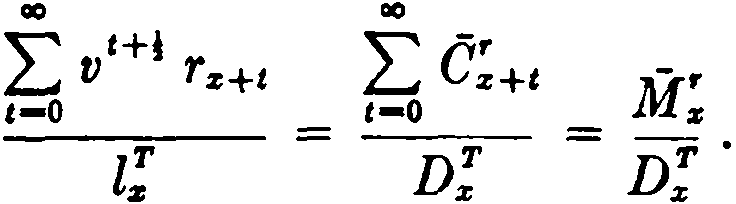 $$\frac{\sum_{t=0}^{\infty} v^{t+\frac{1}{2}} \, r_{x+t}}{l_x^T} = \frac{\sum_{t=0}^{\infty} \bar{C}_{x+t}^r}{D_x^T} = \frac{\bar{M}_x^r}{D_x^T}.$$